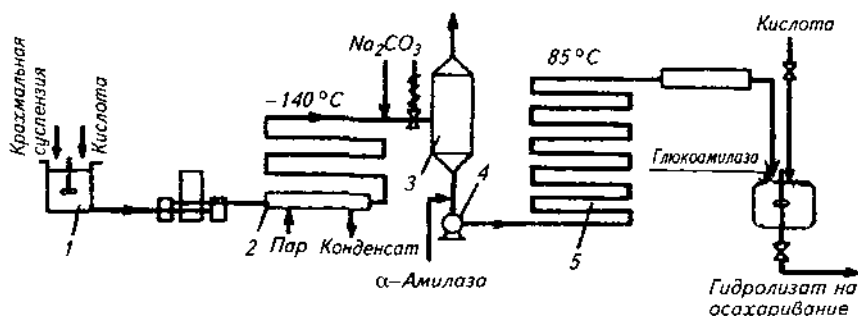 Крахмальная
суспензия
Кислота
1
2
Пар
Конденсат
-140°C
Na₂CO₃
3
α-Амилаза
4
85°C
5
Кислота
Глюкоамилаза
Гидролизат на
осахаривание